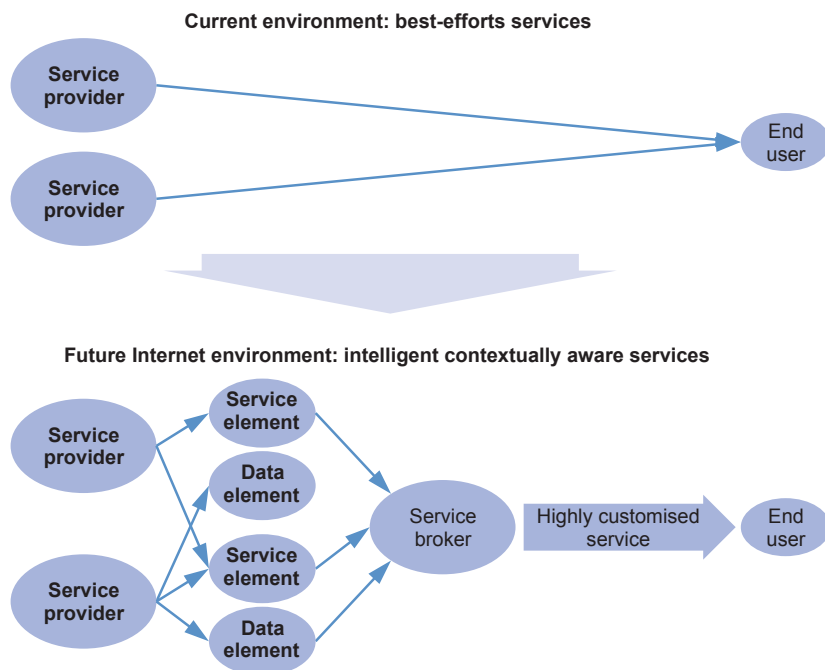 Current environment: best-efforts services
Service
provider
End
user
Service
provider
Future Internet environment: intelligent contextually aware services
Service
element
Service
provider
Data
element
Service
broker
Highly customised
service
End
user
Service
element
Service
provider
Data
element